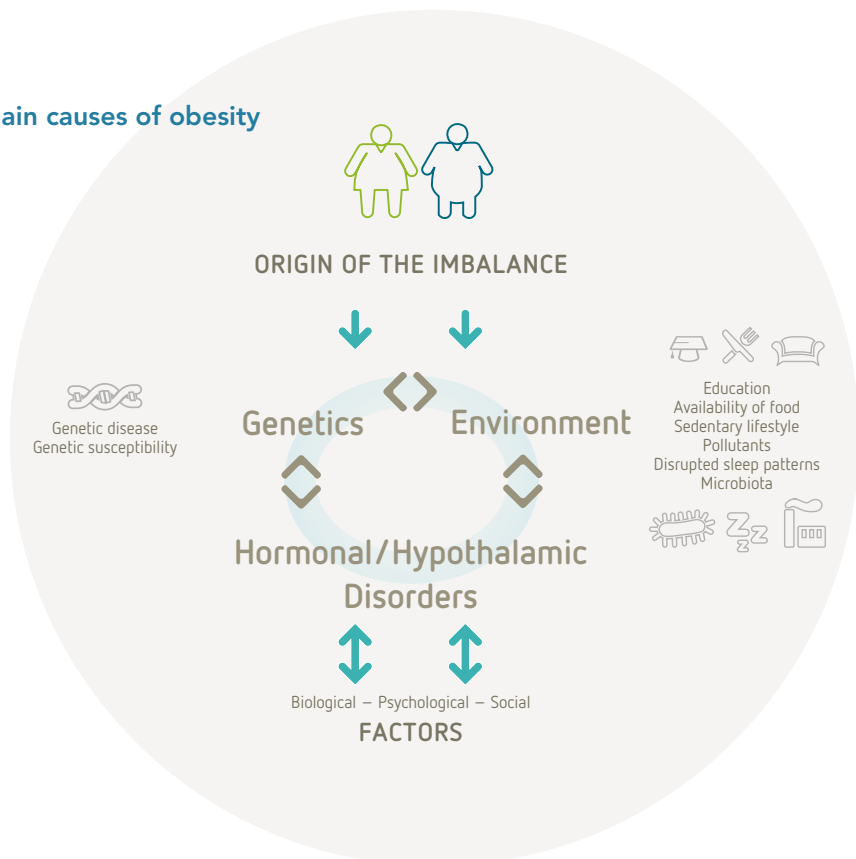 ain causes of obesity
ORIGIN OF THE IMBALANCE
Genetics
Environment
Genetic disease
Genetic susceptibility
Education
Availability of food
Sedentary lifestyle
Pollutants
Disrupted sleep patterns
Microbiota
Hormonal/Hypothalamic
Disorders
Biological – Psychological – Social
FACTORS